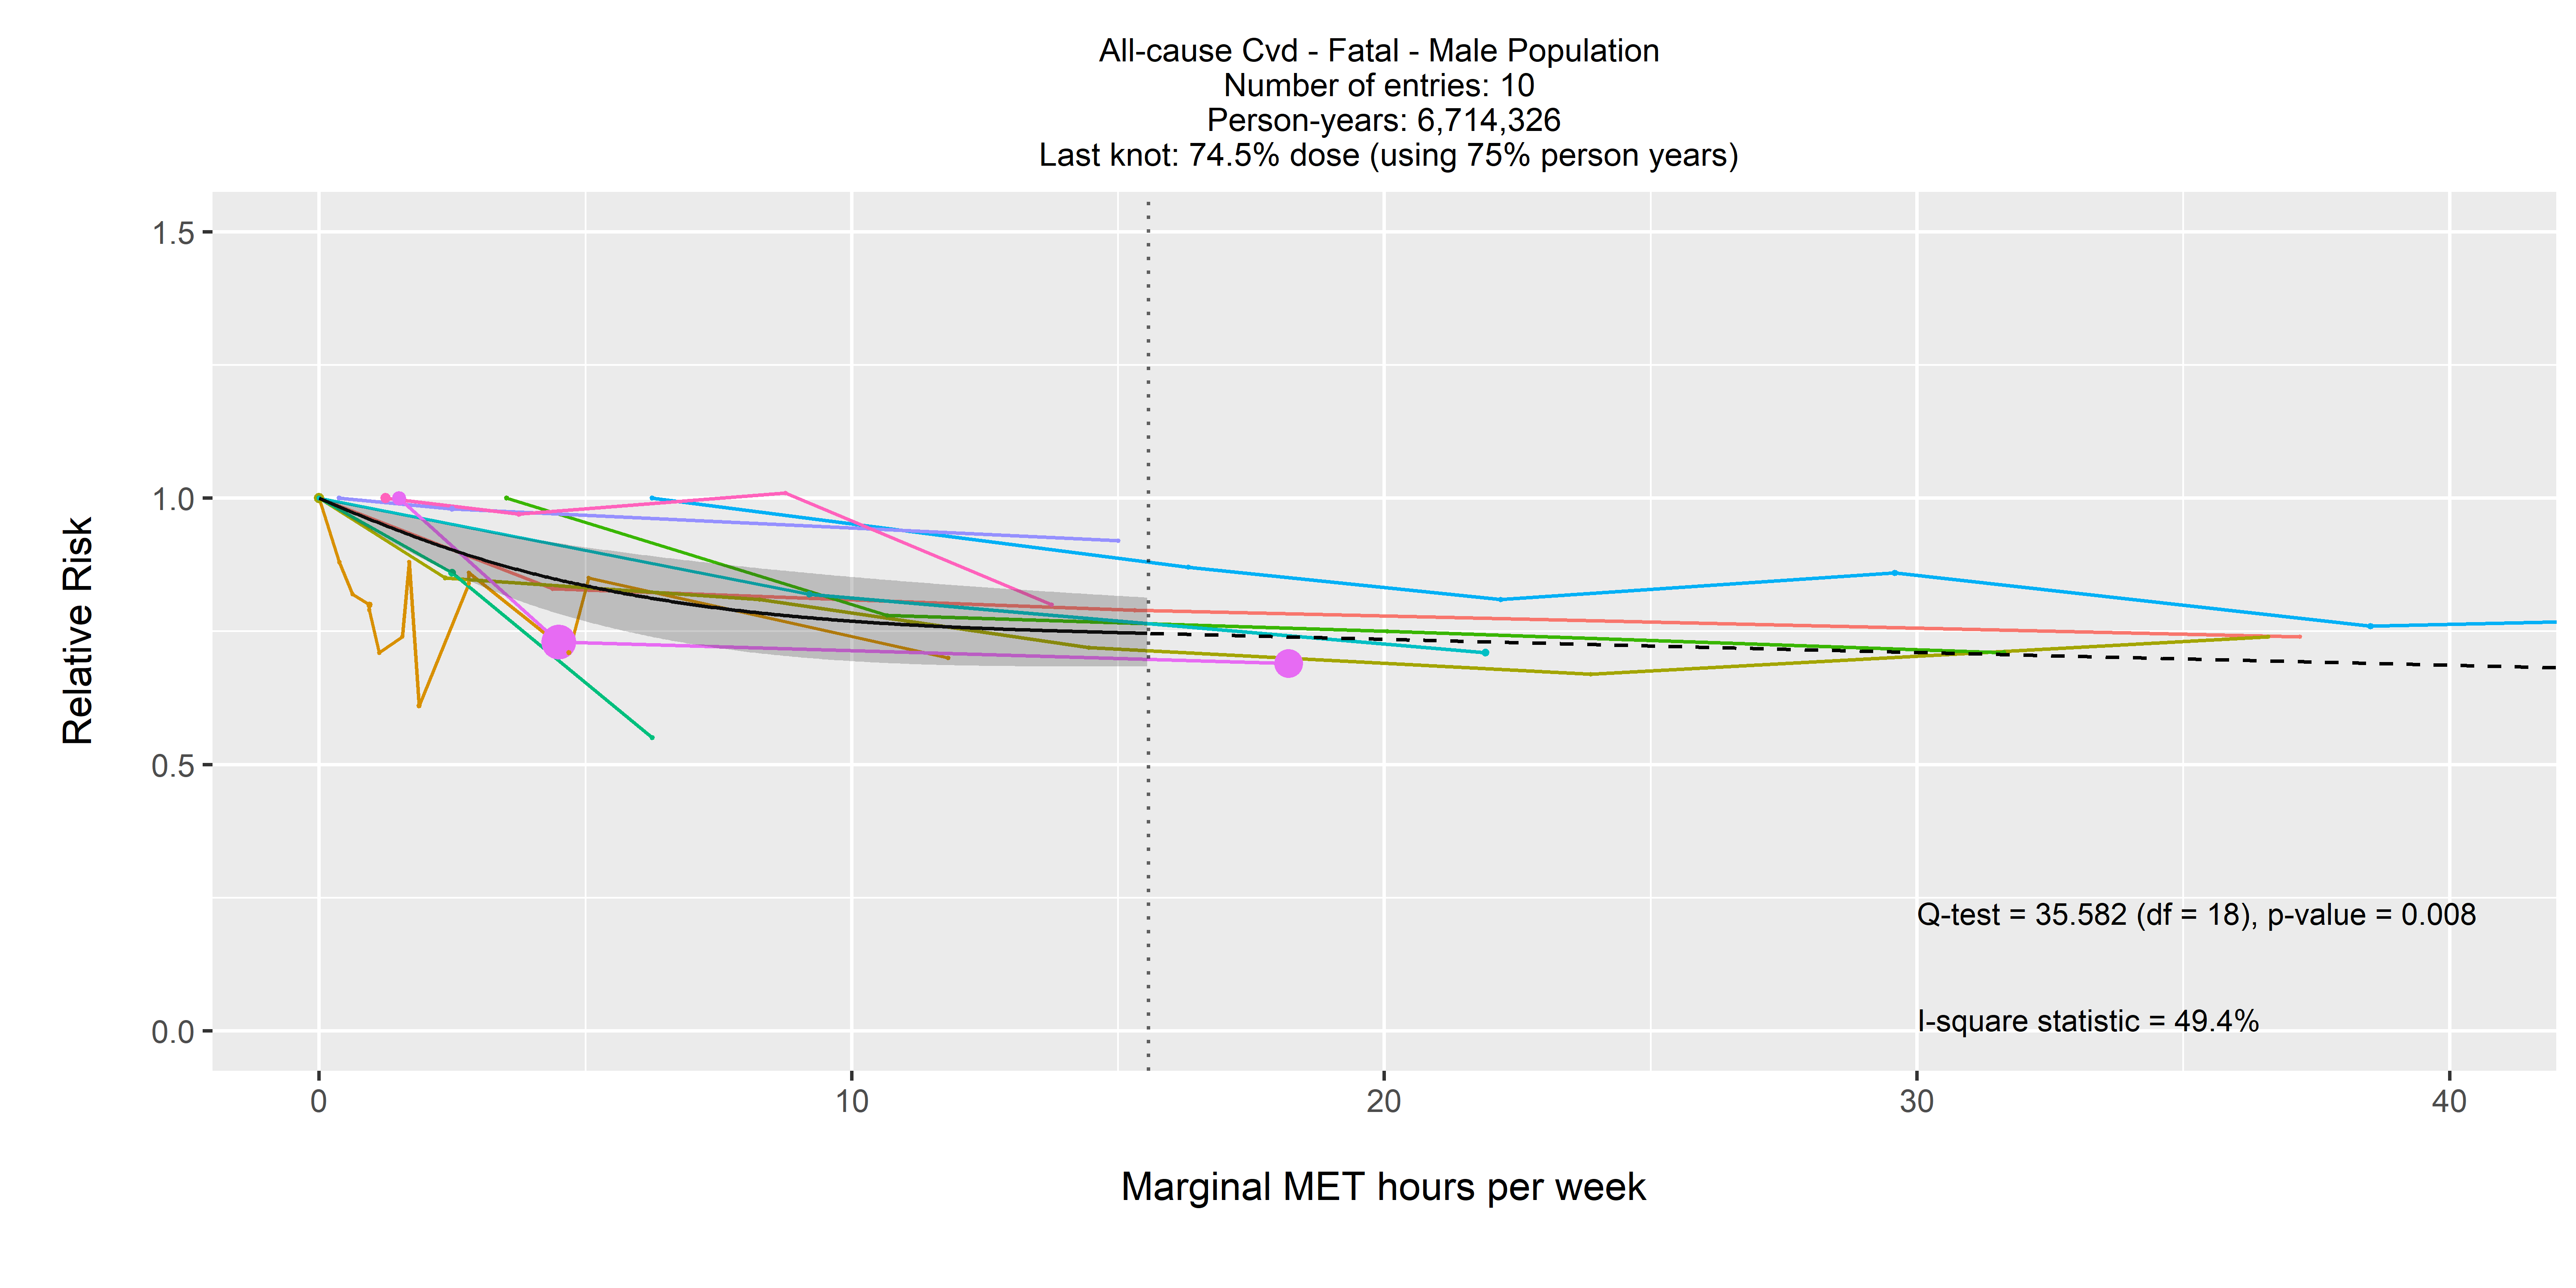 All-cause Cvd - Fatal - Male Population
Number of entries: 10
Person-years: 6,714,326
Last knot: 74.5% dose (using 75% person years)
1.5
1.0
0.5
0.0
Relative Risk
Q-test = 35.582 (df = 18), p-value = 0.008
I-square statistic = 49.4%
0 10 20 30 40
Marginal MET hours per week